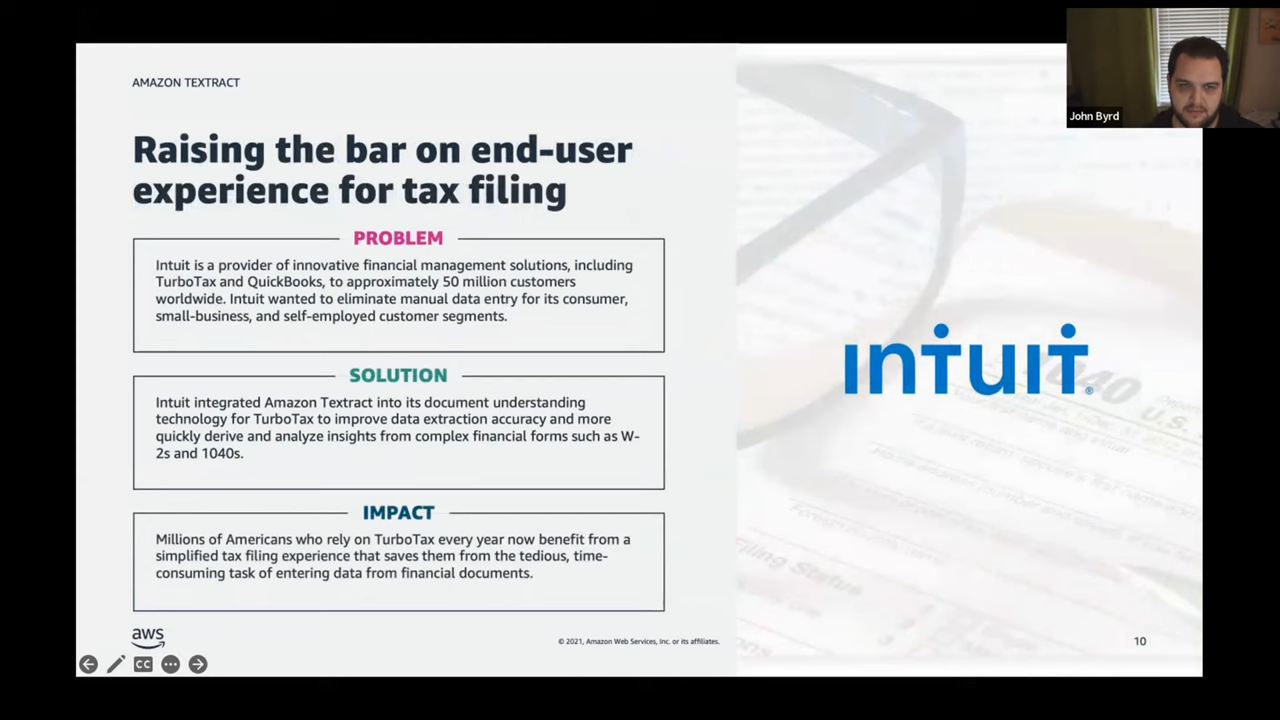 AMAZON TEXTRACT
John Byrd
Raising the bar on end-user
experience for tax filing
PROBLEM
Intuit is a provider of innovative financial management solutions, including
TurboTax and QuickBooks, to approximately 50 million customers
worldwide. Intuit wanted to eliminate manual data entry for its consumer,
small-business, and self-employed customer segments.
SOLUTION
Intuit integrated Amazon Textract into its document understanding
technology for TurboTax to improve data extraction accuracy and more
quickly derive and analyze insights from complex financial forms such as W-
2s and 1040s.
IMPACT
Millions of Americans who rely on TurboTax every year now benefit from a
simplified tax filing experience that saves them from the tedious, time-
consuming task of entering data from financial documents.
ıntuıt®
1040
U.S.
Filing Status
aws
© 2021, Amazon Web Services, Inc. or its affiliates.
10
CC